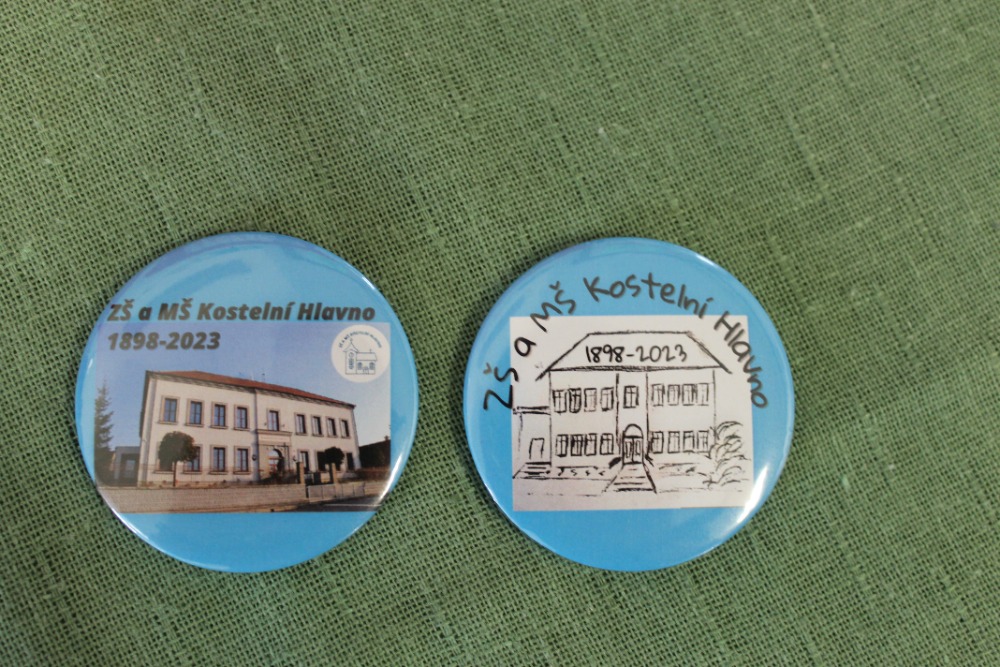 ZŠ a MŠ Kostelní Hlavno
1898-2023
ZŠ a MŠ Kostelní Hlavno
1898-2023